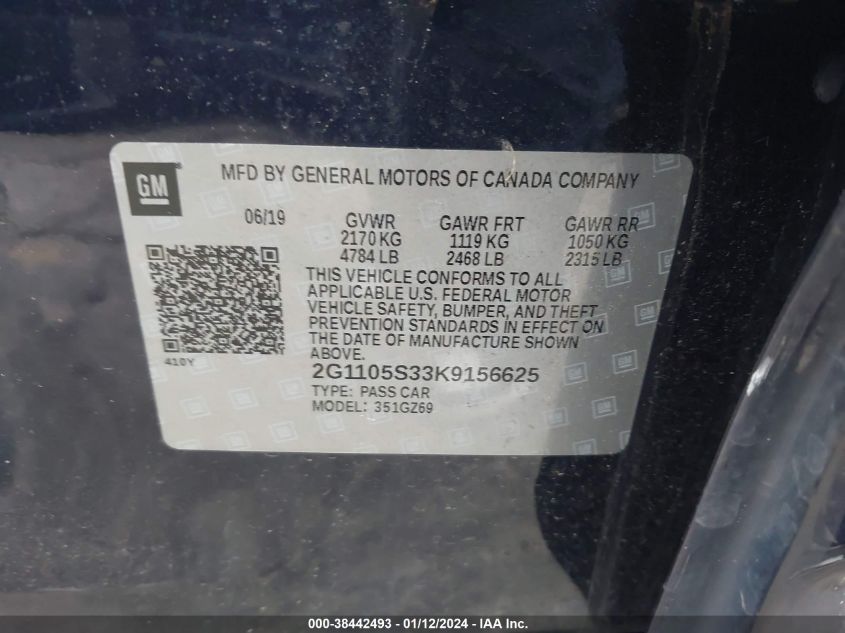 GM
MFD BY GENERAL MOTORS OF CANADA COMPANY
06/19 GVWR GAWR FRT GAWR RR
2170 KG 1119 KG 1050 KG
4784 LB 2468 LB 2315 LB
THIS VEHICLE CONFORMS TO ALL
APPLICABLE U.S. FEDERAL MOTOR
VEHICLE SAFETY, BUMPER, AND THEFT
PREVENTION STANDARDS IN EFFECT ON
THE DATE OF MANUFACTURE SHOWN
ABOVE.
410Y
2G1105S33K9156625
TYPE: PASS CAR
MODEL: 351GZ69
000-38442493 - 01/12/2024 - IAA Inc.